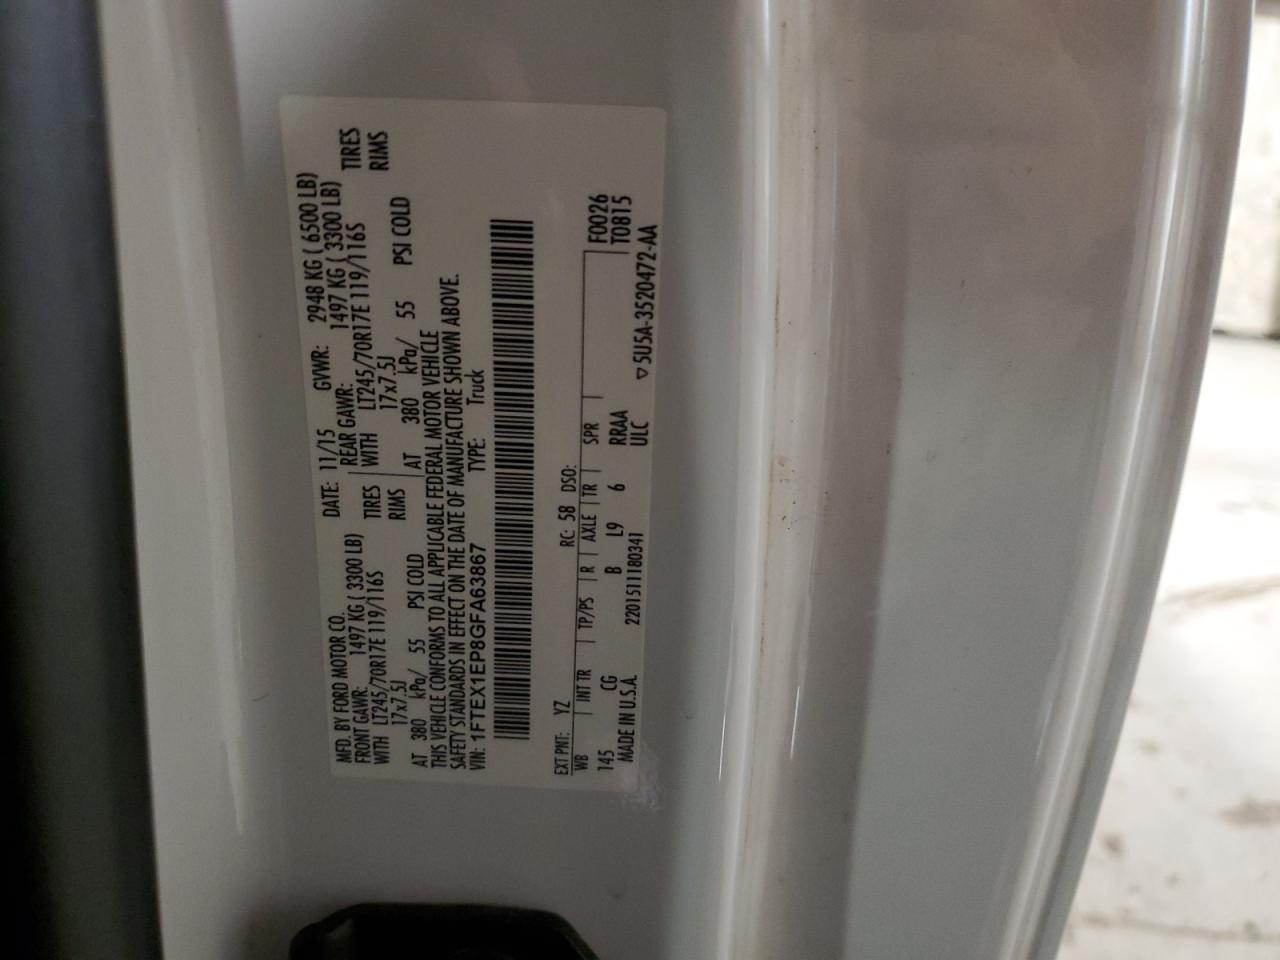 MFD. BY FORD MOTOR CO.
DATE: 11/15 GVWR: 2948 KG ( 6500 LB)
FRONT GAWR: 1497 KG ( 3300 LB) REAR GAWR: 1497 KG ( 3300 LB)
WITH LT245/70R17E 119/116S TIRES WITH LT245/70R17E 119/116S TIRES
17x7.5J RIMS 17x7.5J RIMS
AT 380 kPa/ 55 PSI COLD AT 380 kPa/ 55 PSI COLD
THIS VEHICLE CONFORMS TO ALL APPLICABLE FEDERAL MOTOR VEHICLE
SAFETY STANDARDS IN EFFECT ON THE DATE OF MANUFACTURE SHOWN ABOVE.
VIN: 1FTEX1EP8GFA63867 TYPE: Truck
EXT PNT: YZ RC: 58 DSO:
WB INT TR TP/PS R AXLE TR SPR F0026
145 CG B L9 6 RRAA T0815
MADE IN U.S.A. 2201511180341 ULC ▽5U5A-3520472-AA